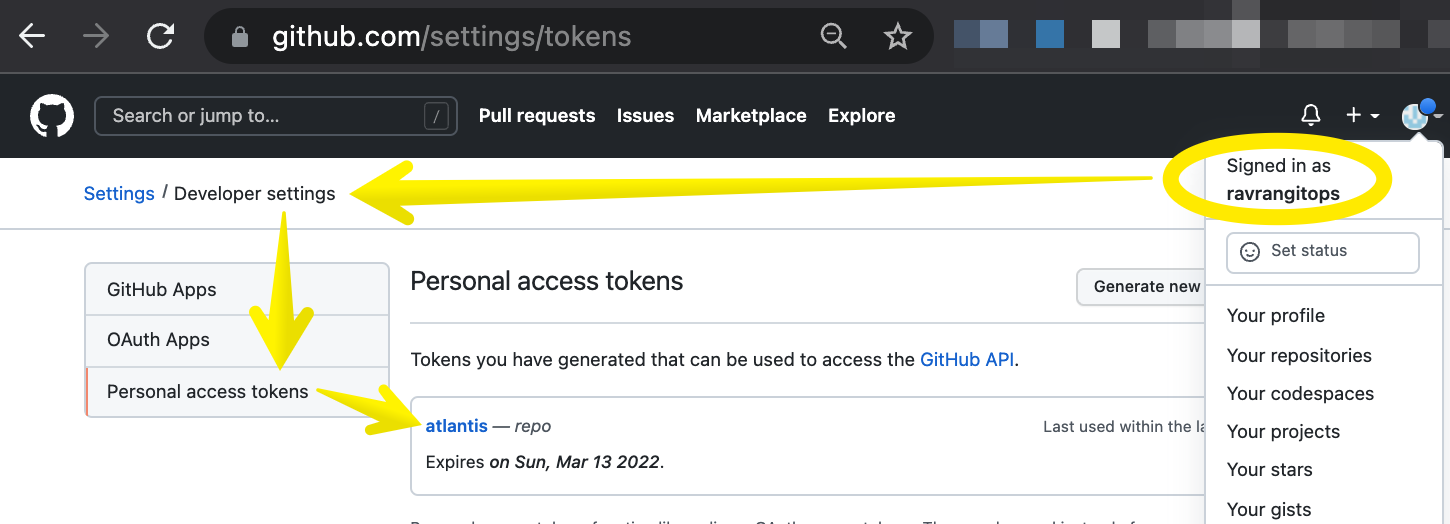 github.com/settings/tokens
Search or jump to... / Pull requests Issues Marketplace Explore
Signed in as
ravrangitops
Settings / Developer settings
Set status
GitHub Apps
OAuth Apps
Personal access tokens
Personal access tokens
Generate new
Tokens you have generated that can be used to access the GitHub API.
atlantis — repo
Last used within the
Expires on Sun, Mar 13 2022.
Your profile
Your repositories
Your codespaces
Your projects
Your stars
Your gists